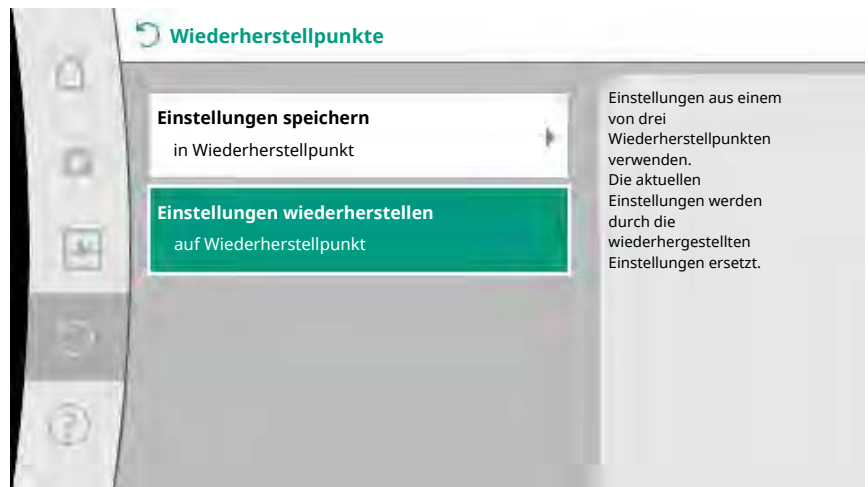 Wiederherstellpunkte
Einstellungen speichern
in Wiederherstellpunkt
Einstellungen wiederherstellen
auf Wiederherstellpunkt
Einstellungen aus einem
von drei
Wiederherstellpunkten
verwenden.
Die aktuellen
Einstellungen werden
durch die
wiederhergestellten
Einstellungen ersetzt.